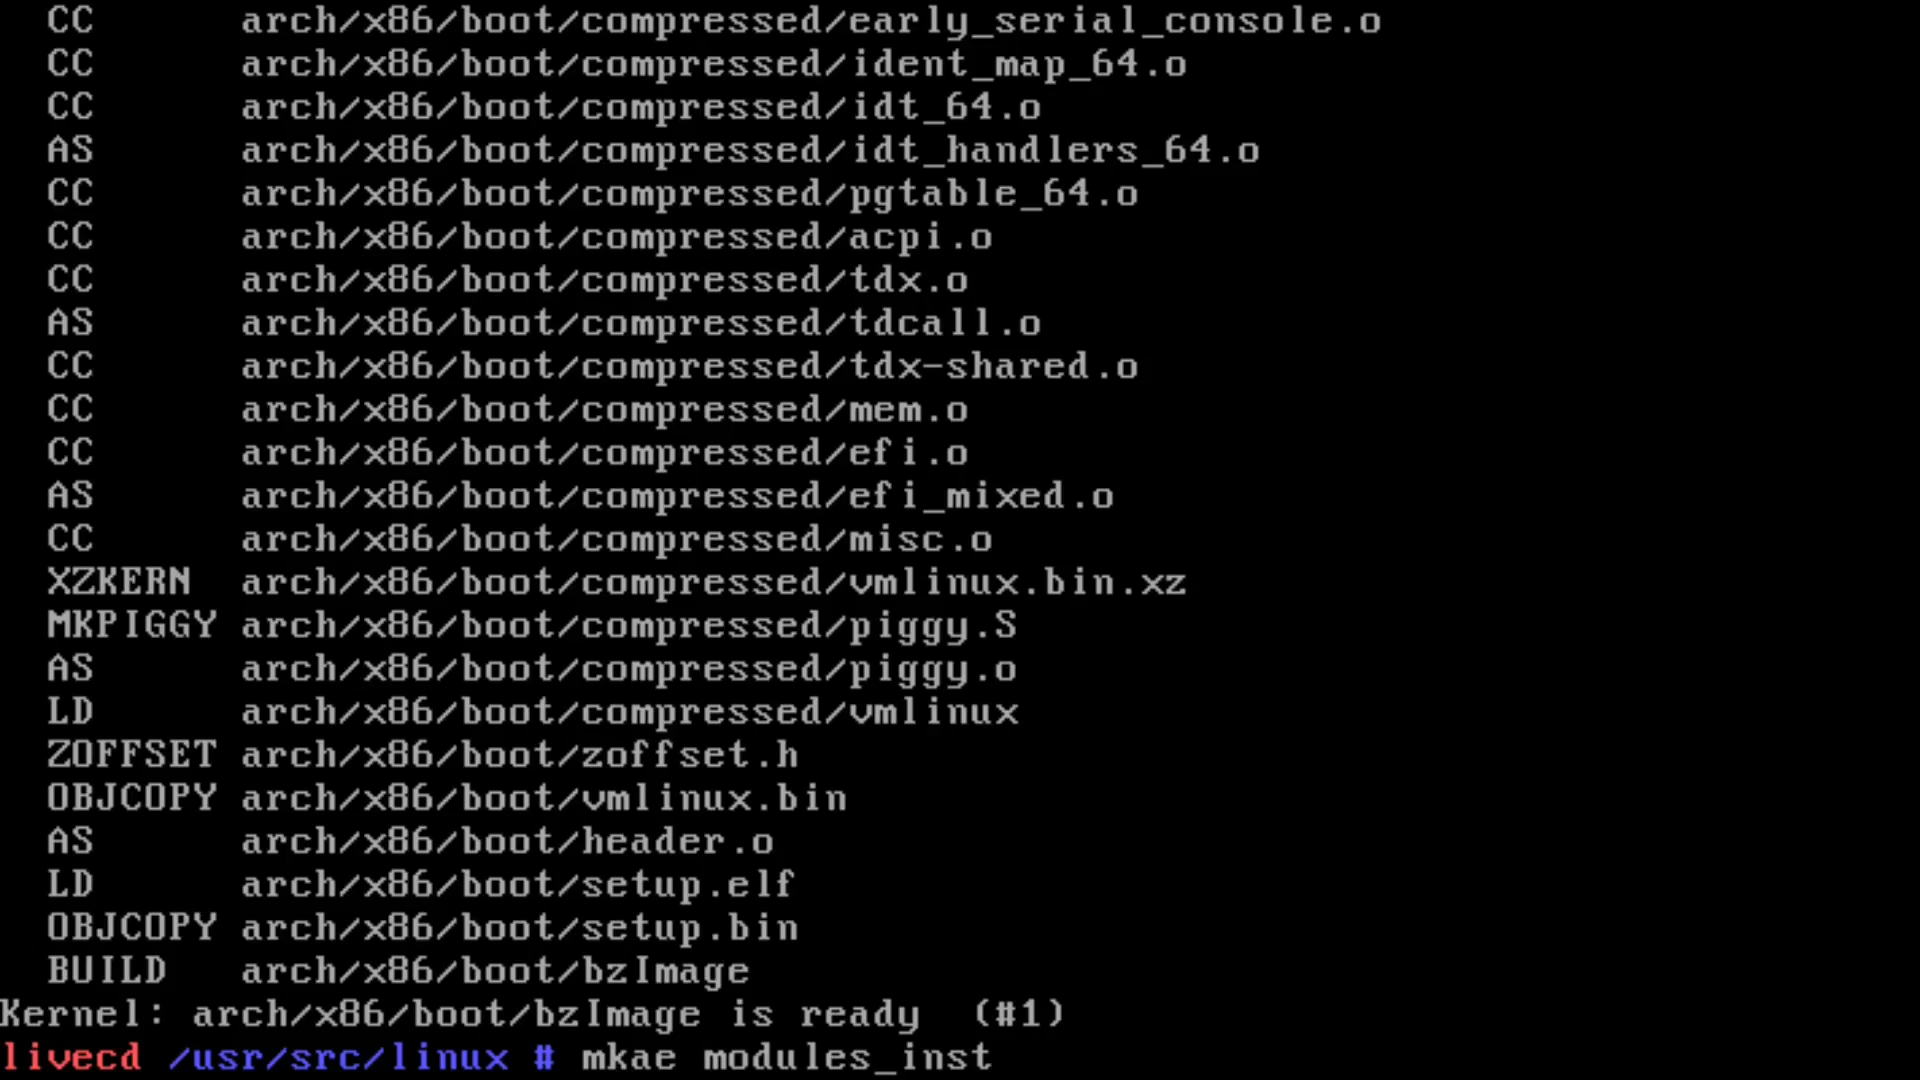 CC arch/x86/boot/compressed/early_serial_console.o
CC arch/x86/boot/compressed/ident_map_64.o
CC arch/x86/boot/compressed/idt_64.o
AS arch/x86/boot/compressed/idt_handlers_64.o
CC arch/x86/boot/compressed/pgtable_64.o
CC arch/x86/boot/compressed/acpi.o
CC arch/x86/boot/compressed/tdx.o
AS arch/x86/boot/compressed/tdcall.o
CC arch/x86/boot/compressed/tdx-shared.o
CC arch/x86/boot/compressed/mem.o
CC arch/x86/boot/compressed/efi.o
AS arch/x86/boot/compressed/efi_mixed.o
CC arch/x86/boot/compressed/misc.o
XZKERN arch/x86/boot/compressed/vmlinux.bin.xz
MKPIGGY arch/x86/boot/compressed/piggy.S
AS arch/x86/boot/compressed/piggy.o
LD arch/x86/boot/compressed/vmlinux
ZOFFSET arch/x86/boot/zoffset.h
OBJCOPY arch/x86/boot/vmlinux.bin
AS arch/x86/boot/header.o
LD arch/x86/boot/setup.elf
OBJCOPY arch/x86/boot/setup.bin
BUILD arch/x86/boot/bzImage
Kernel: arch/x86/boot/bzImage is ready (#1)
livecd /usr/src/linux # mkae modules_inst